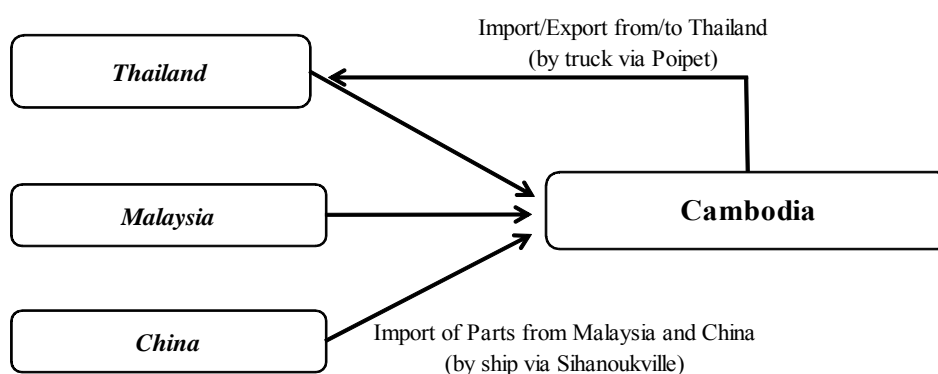 Import/Export from/to Thailand
(by truck via Poipet)
Thailand
Malaysia
Cambodia
China
Import of Parts from Malaysia and China
(by ship via Sihanoukville)